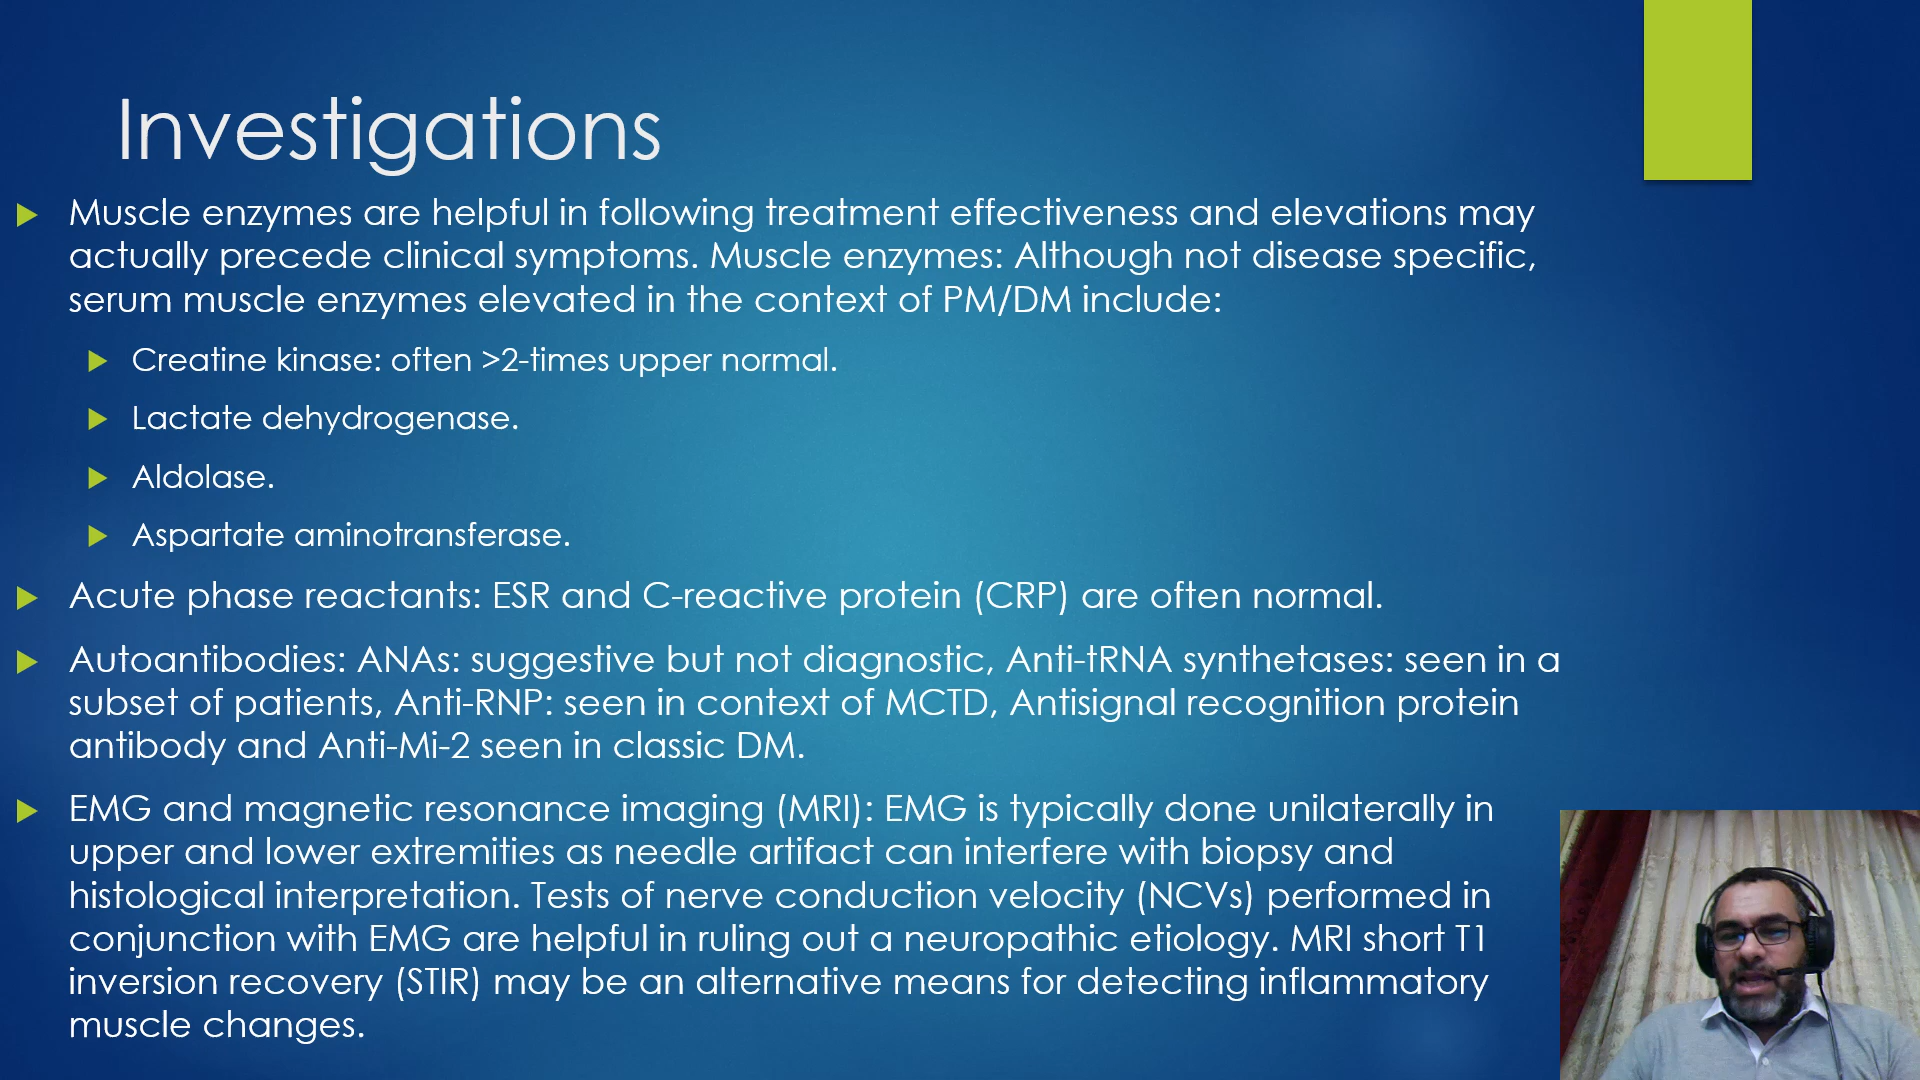 Investigations
Muscle enzymes are helpful in following treatment effectiveness and elevations may
actually precede clinical symptoms. Muscle enzymes: Although not disease specific,
serum muscle enzymes elevated in the context of PM/DM include:
Creatine kinase: often >2-times upper normal.
Lactate dehydrogenase.
Aldolase.
Aspartate aminotransferase.
Acute phase reactants: ESR and C-reactive protein (CRP) are often normal.
Autoantibodies: ANAs: suggestive but not diagnostic, Anti-tRNA synthetases: seen in a
subset of patients, Anti-RNP: seen in context of MCTD, Antisignal recognition protein
antibody and Anti-Mi-2 seen in classic DM.
EMG and magnetic resonance imaging (MRI): EMG is typically done unilaterally in
upper and lower extremities as needle artifact can interfere with biopsy and
histological interpretation. Tests of nerve conduction velocity (NCVs) performed in
conjunction with EMG are helpful in ruling out a neuropathic etiology. MRI short T1
inversion recovery (STIR) may be an alternative means for detecting inflammatory
muscle changes.